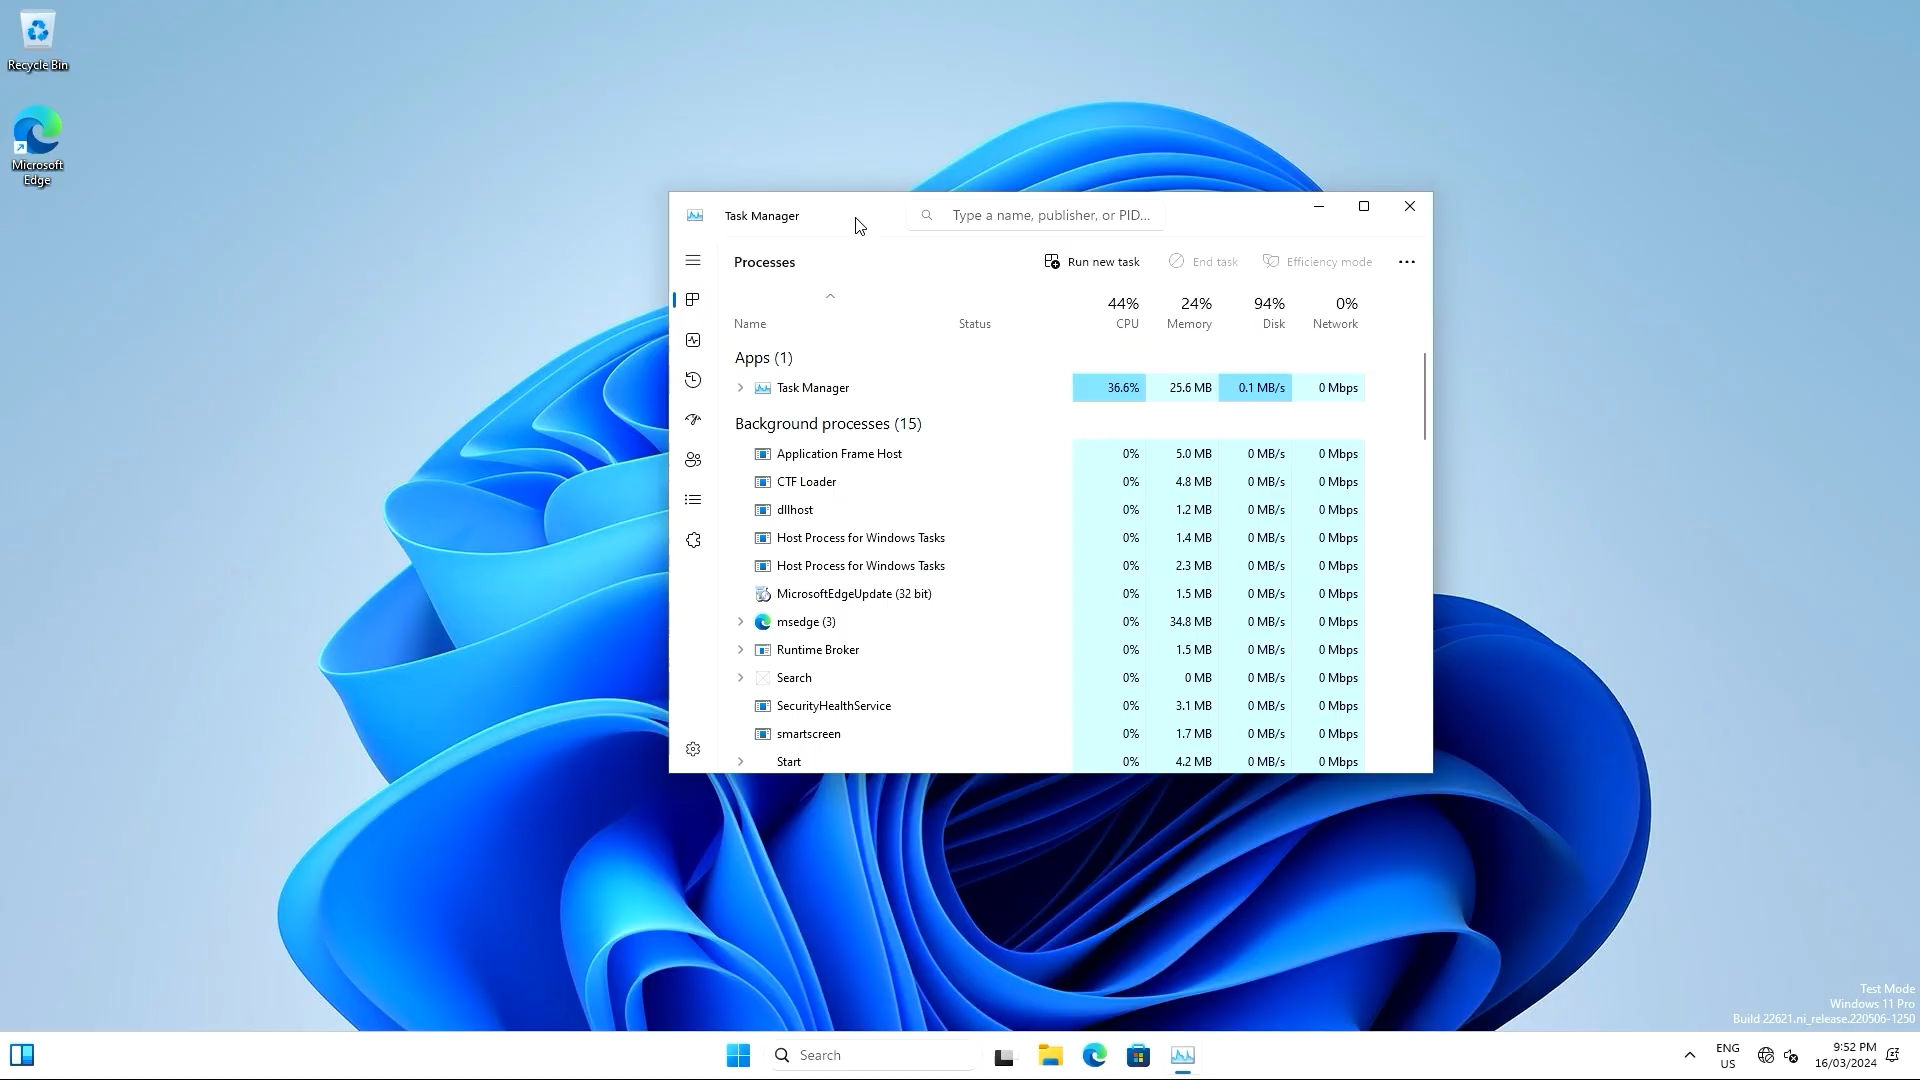 Recycle Bin
Microsoft
Edge
Task Manager
Type a name, publisher, or PID...
Processes
Run new task
End task
Efficiency mode
44% 24% 94% 0%
Name Status CPU Memory Disk Network
Apps (1)
Task Manager 36.6% 25.6 MB 0.1 MB/s 0 Mbps
Background processes (15)
Application Frame Host 0% 5.0 MB 0 MB/s 0 Mbps
CTF Loader 0% 4.8 MB 0 MB/s 0 Mbps
dllhost 0% 1.2 MB 0 MB/s 0 Mbps
Host Process for Windows Tasks 0% 1.4 MB 0 MB/s 0 Mbps
Host Process for Windows Tasks 0% 2.3 MB 0 MB/s 0 Mbps
MicrosoftEdgeUpdate (32 bit) 0% 1.5 MB 0 MB/s 0 Mbps
msedge (3) 0% 34.8 MB 0 MB/s 0 Mbps
Runtime Broker 0% 1.5 MB 0 MB/s 0 Mbps
Search 0% 0 MB 0 MB/s 0 Mbps
SecurityHealthService 0% 3.1 MB 0 MB/s 0 Mbps
smartscreen 0% 1.7 MB 0 MB/s 0 Mbps
Start 0% 4.2 MB 0 MB/s 0 Mbps
Test Mode
Windows 11 Pro
Build 22621.ni_release.220506-1250
Search
ENG
US
9:52 PM
16/03/2024